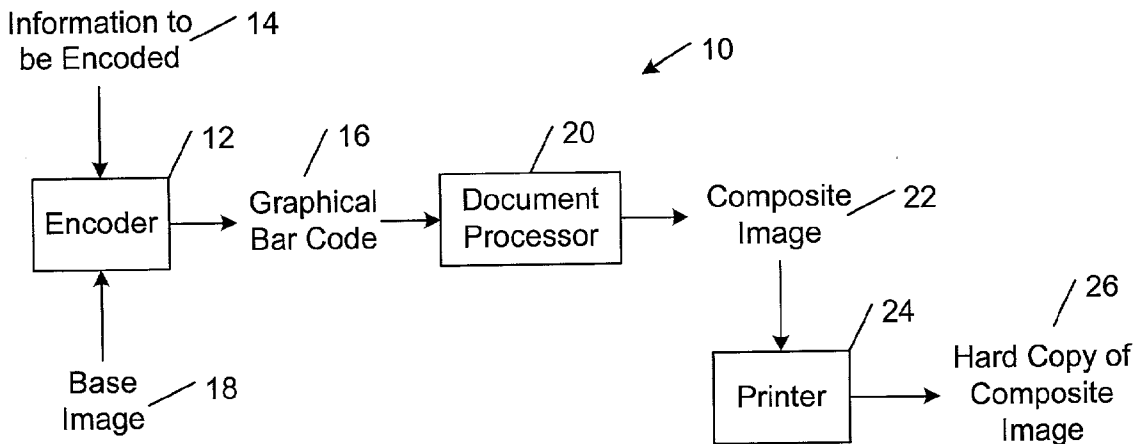 Information to
be Encoded
14
10
12
Encoder
16
Graphical
Bar Code
20
Document
Processor
Composite
Image
22
Base
Image
18
24
Printer
26
Hard Copy of
Composite
Image